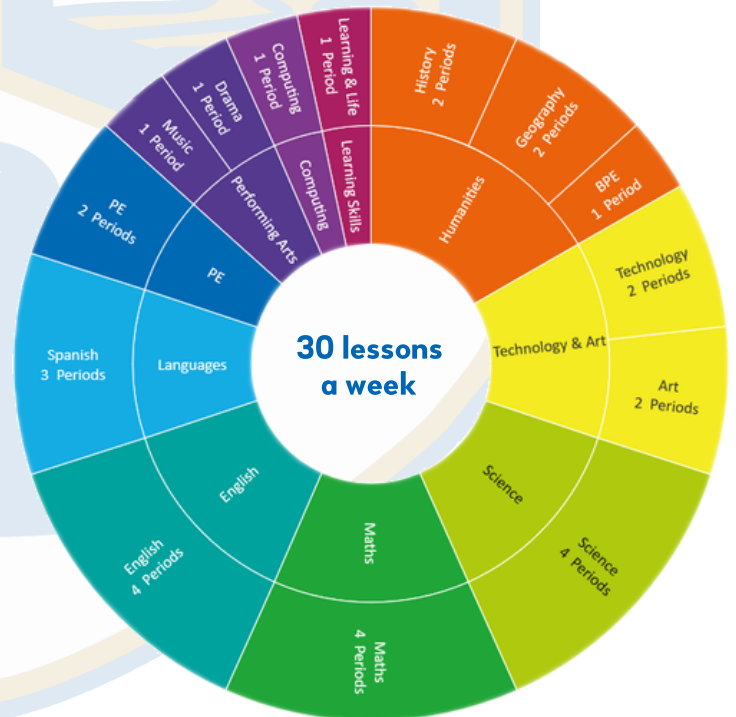 30 lessons
a week
Humanities
History
2 Periods
Geography
2 Periods
BPE
1 Period
Technology & Art
Technology
2 Periods
Art
2 Periods
Science
Science
4 Periods
Maths
Maths
4 Periods
English
English
4 Periods
Languages
Spanish
3 Periods
PE
PE
2 Periods
Performing Arts
Music
1 Period
Drama
1 Period
Computing
Computing
1 Period
Learning Skills
Learning & Life
1 Period